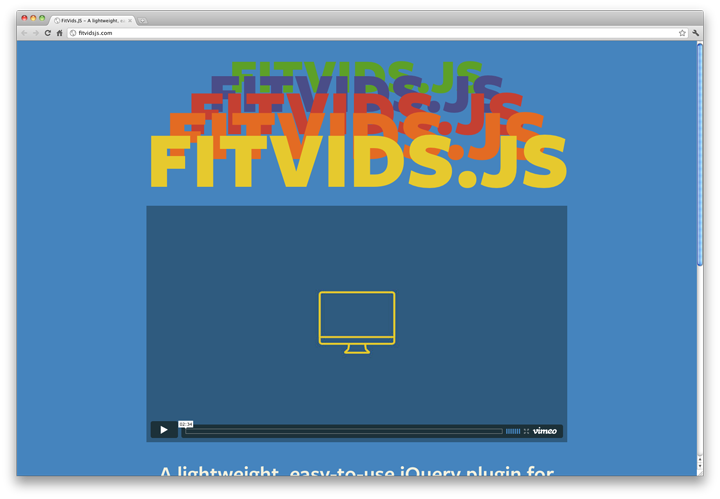 FitVids.JS - A lightweight, ea
fitvidsjs.com
FITVIDS.JS
FITVIDS.JS
FITVIDS.JS
FITVIDS.JS
FITVIDS.JS
02:34
vimeo
A lightweight, easy-to-use jQuery plugin for